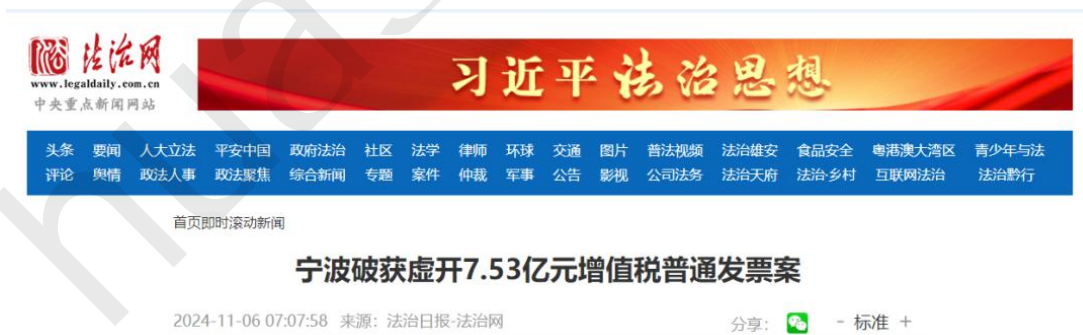 法治网
www.legaldaily.com.cn
中央重点新闻网站
习近平法治思想
头条 要闻 人大立法 平安中国 政府法治 社区 法学 律师 环球 交通 图片 普法视频 法治雄安 食品安全 粤港澳大湾区 青少年与法
评论 舆情 政法人事 政法聚焦 综合新闻 专题 案件 仲裁 军事 公告 影视 公司法务 法治天府 法治·乡村 互联网法治 法治黔行
首页即时滚动新闻
宁波破获虚开7.53亿元增值税普通发票案
2024-11-06 07:07:58 来源：法治日报-法治网
分享： - 标准 +